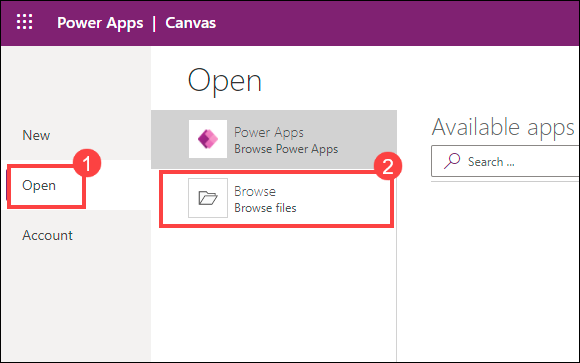 Power Apps | Canvas
Open
New
Open
Account
1
Power Apps
Browse Power Apps
2
Browse
Browse files
Available apps
Search ...